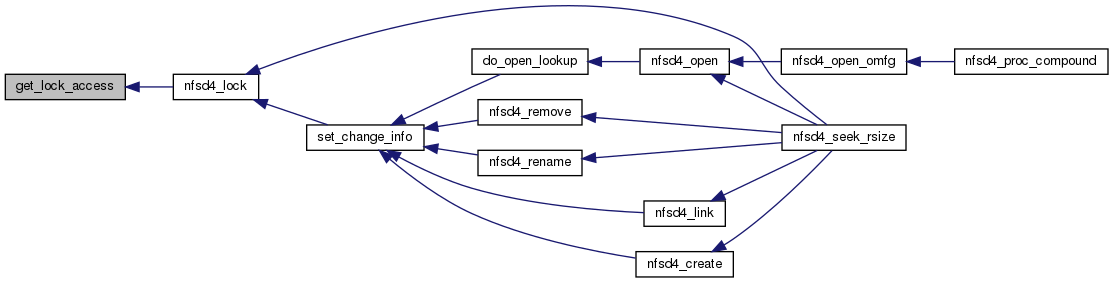 get_lock_access
nfsd4_lock
set_change_info
do_open_lookup
nfsd4_remove
nfsd4_rename
nfsd4_open
nfsd4_link
nfsd4_create
nfsd4_open_omfg
nfsd4_seek_rsize
nfsd4_proc_compound